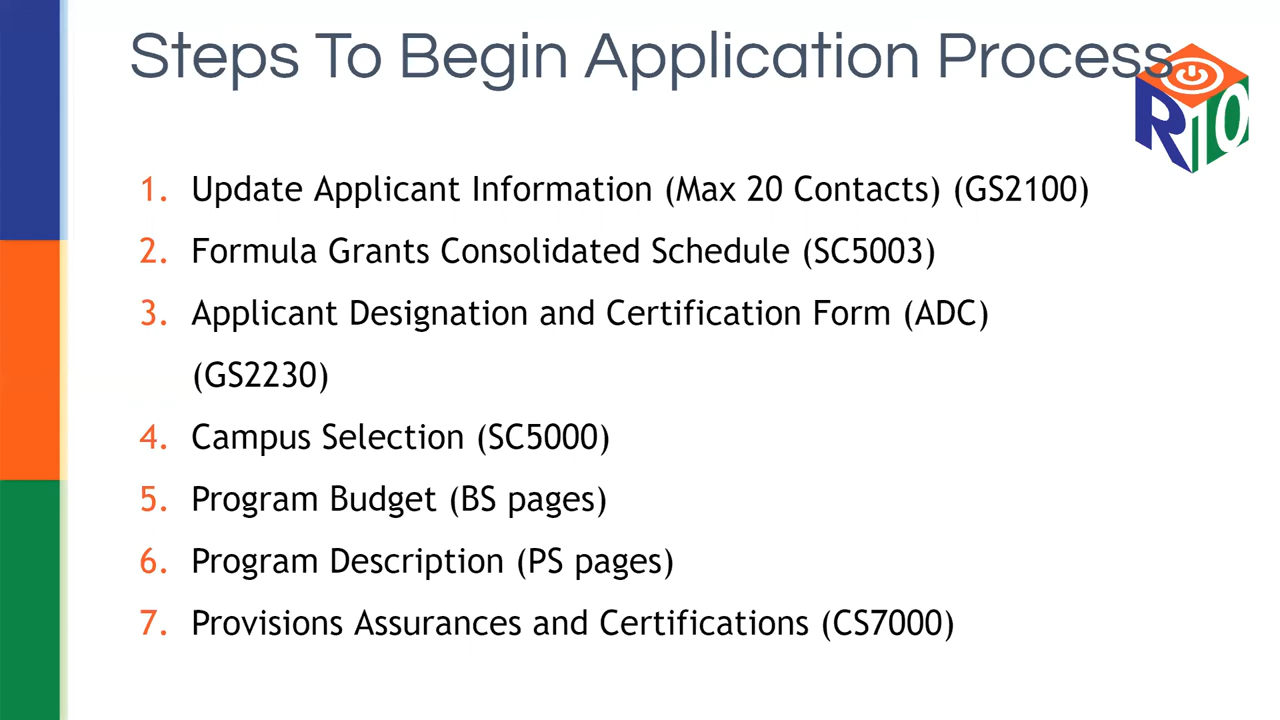 Steps To Begin Application Process
R10
1. Update Applicant Information (Max 20 Contacts) (GS2100)
2. Formula Grants Consolidated Schedule (SC5003)
3. Applicant Designation and Certification Form (ADC)
(GS2230)
4. Campus Selection (SC5000)
5. Program Budget (BS pages)
6. Program Description (PS pages)
7. Provisions Assurances and Certifications (CS7000)